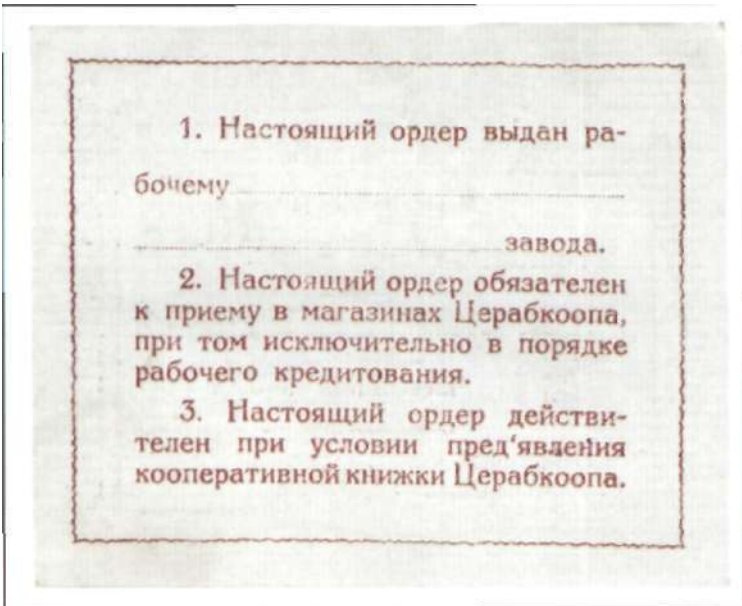 1. Настоящий ордер выдан ра-
бочему
завода.
2. Настоящий ордер обязателен
к приему в магазинах Церабкоопа,
при том исключительно в порядке
рабочего кредитования.
3. Настоящий ордер действи-
телен при условии пред'явления
кооперативной книжки Церабкоопа.